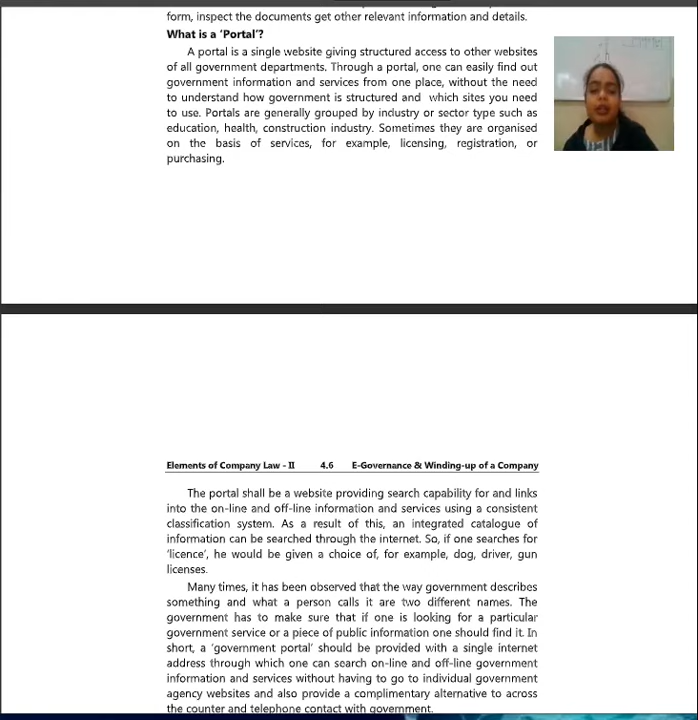 form, inspect the documents get other relevant information and details.
What is a ‘Portal’?
A portal is a single website giving structured access to other websites
of all government departments. Through a portal, one can easily find out
government information and services from one place, without the need
to understand how government is structured and which sites you need
to use. Portals are generally grouped by industry or sector type such as
education, health, construction industry. Sometimes they are organised
on the basis of services, for example, licensing, registration, or
purchasing.
Elements of Company Law - II 4.6 E-Governance & Winding-up of a Company
The portal shall be a website providing search capability for and links
into the on-line and off-line information and services using a consistent
classification system. As a result of this, an integrated catalogue of
information can be searched through the internet. So, if one searches for
‘licence’, he would be given a choice of, for example, dog, driver, gun
licenses.
Many times, it has been observed that the way government describes
something and what a person calls it are two different names. The
government has to make sure that if one is looking for a particular
government service or a piece of public information one should find it. In
short, a ‘government portal’ should be provided with a single internet
address through which one can search on-line and off-line government
information and services without having to go to individual government
agency websites and also provide a complimentary alternative to across
the counter and telephone contact with government.